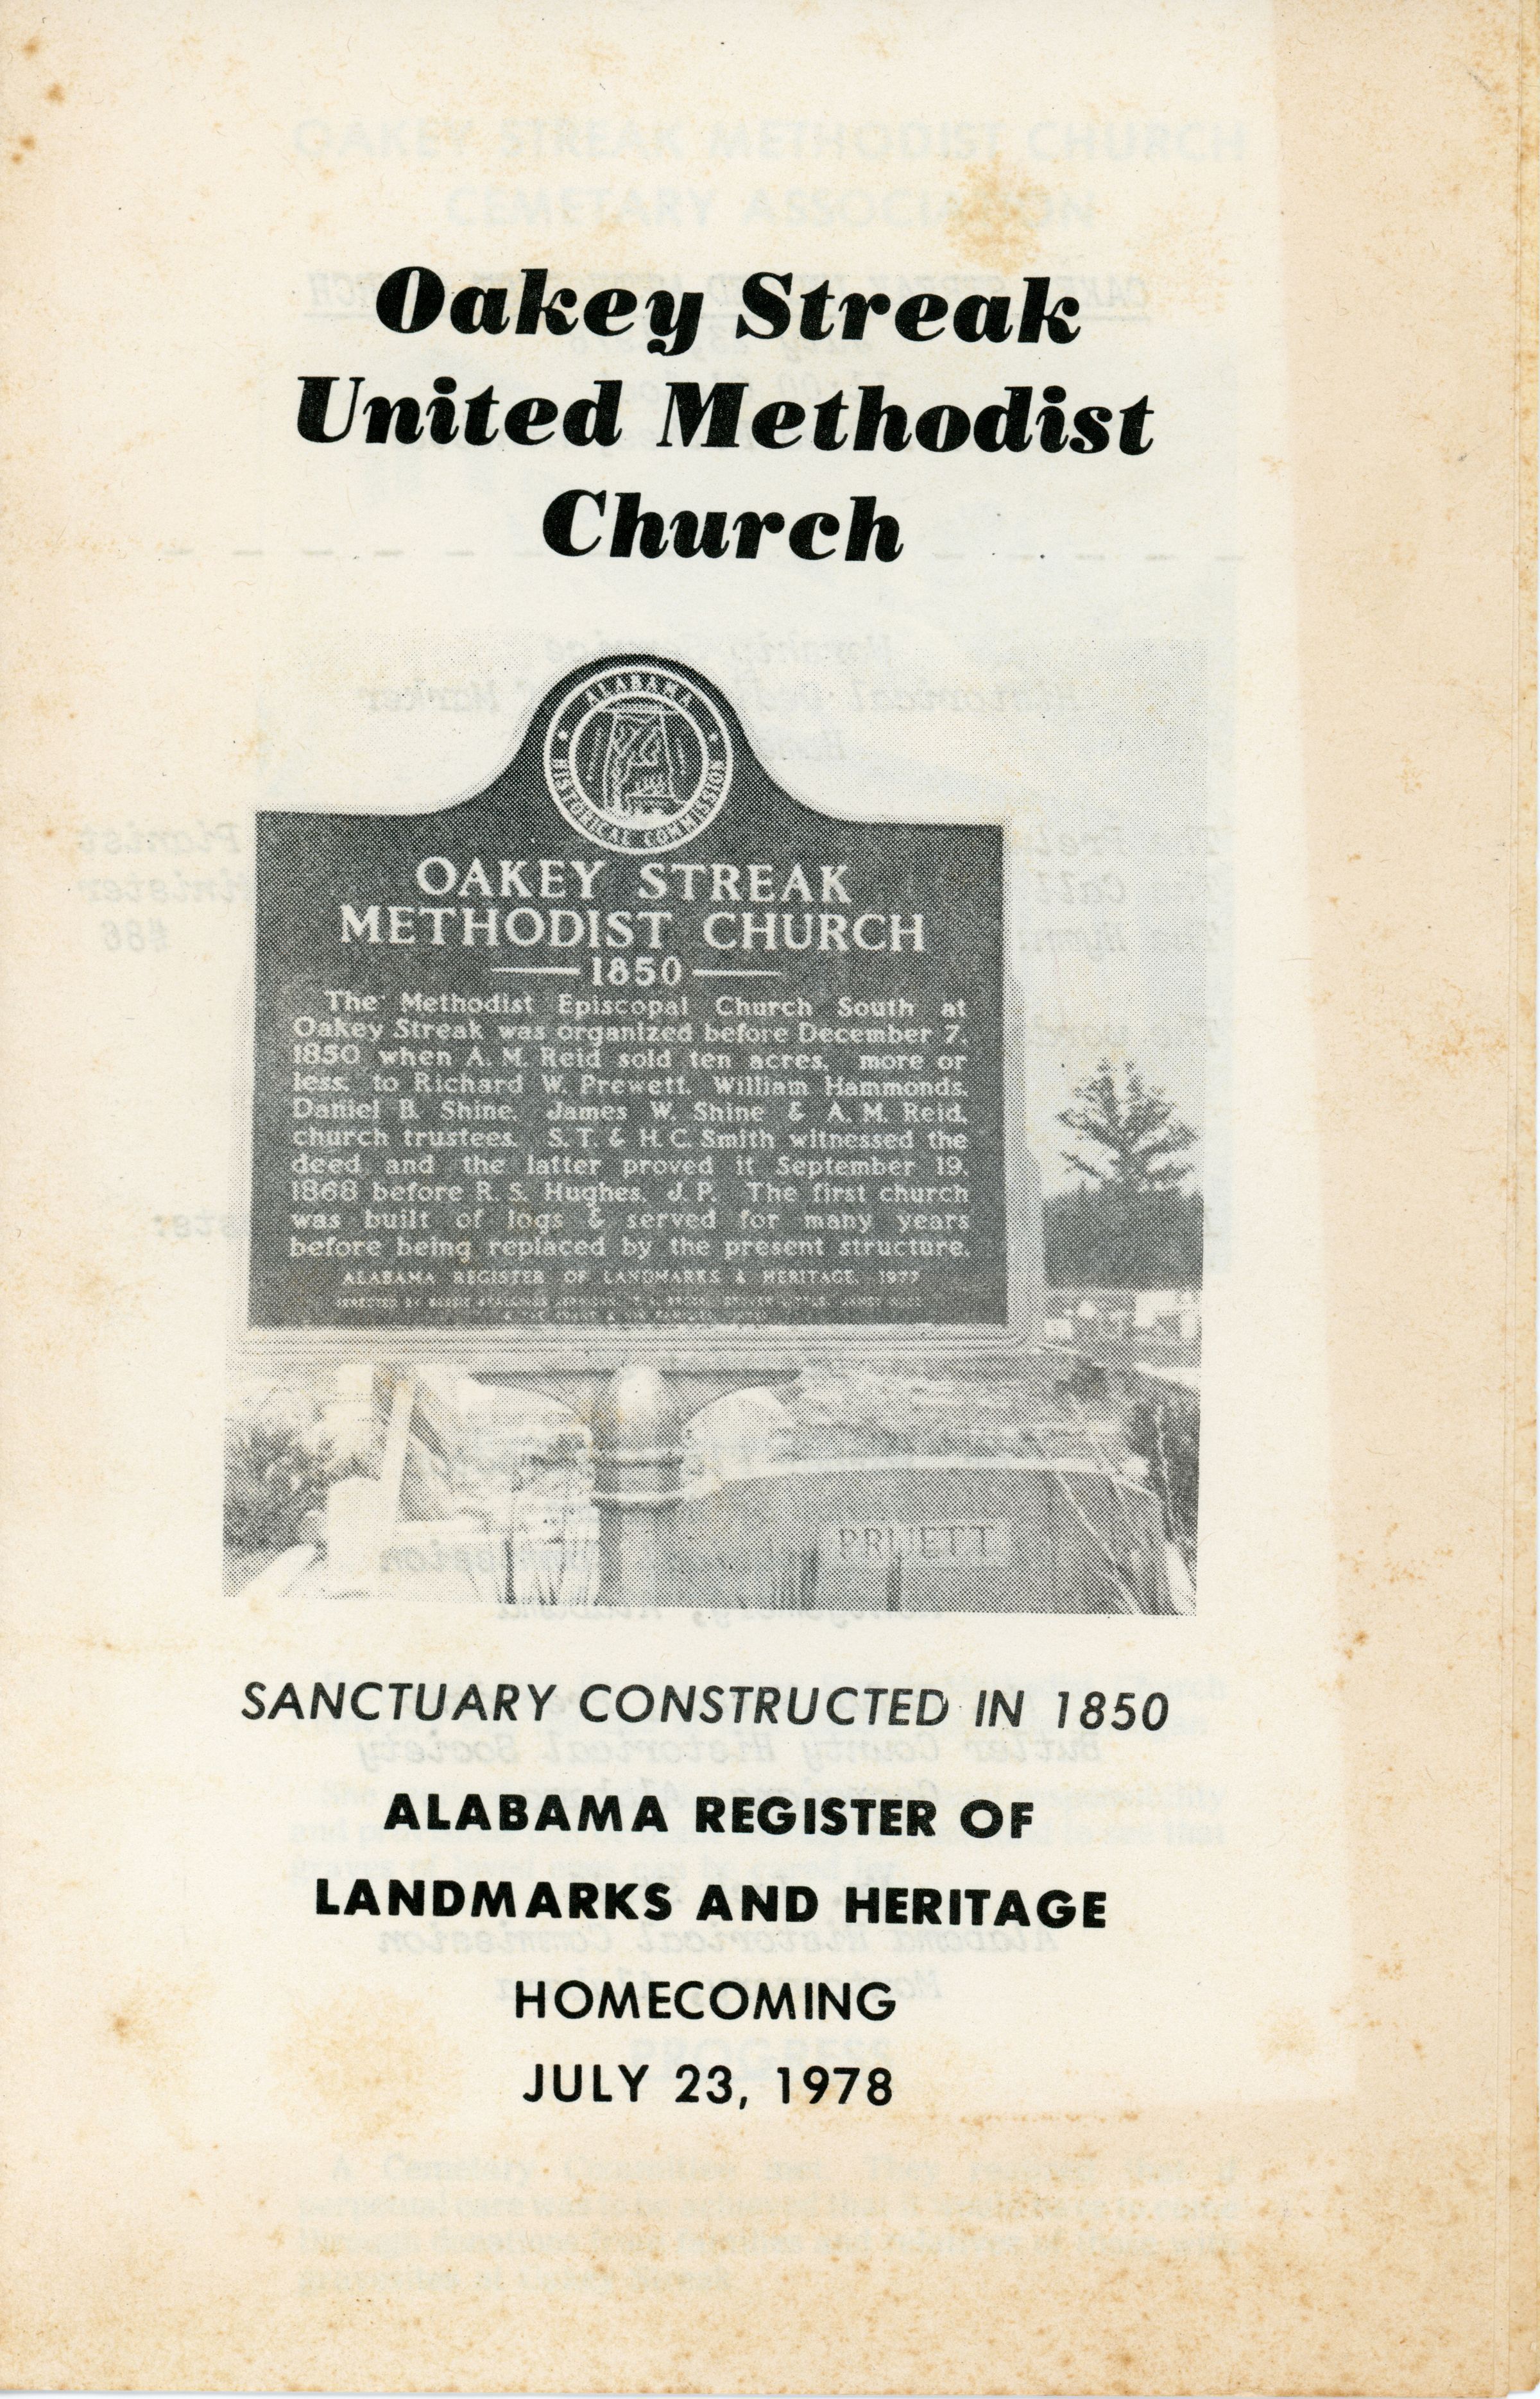 Oakey Streak
United Methodist
Church
ALABAMA
HISTORICAL COMMISSION
OAKEY STREAK
METHODIST CHURCH
1850
The Methodist Episcopal Church South at
Oakey Streak was organized before December 7,
1850 when A. M. Reid sold ten acres, more or
less, to Richard W. Prewett, William Hammonds,
Daniel B. Shine, James W. Shine & A. M. Reid,
church trustees. S. T. & H. C. Smith witnessed the
deed and the latter proved it September 19,
1868 before R. S. Hughes, J. P. The first church
was built of logs & served for many years
before being replaced by the present structure.
ALABAMA REGISTER OF LANDMARKS & HERITAGE, 1977
ERECTED BY
PRUETT
SANCTUARY CONSTRUCTED IN 1850
ALABAMA REGISTER OF
LANDMARKS AND HERITAGE
HOMECOMING
JULY 23, 1978